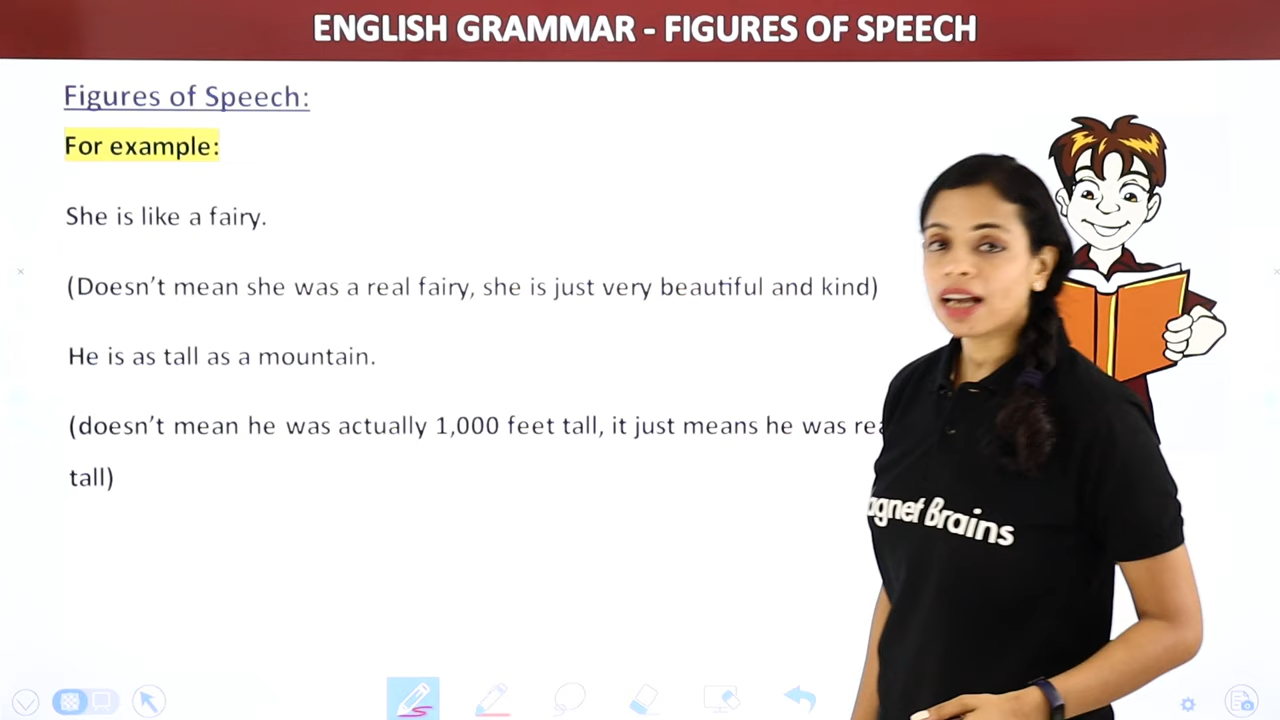 ENGLISH GRAMMAR - FIGURES OF SPEECH
Figures of Speech:
For example:
She is like a fairy.
(Doesn't mean she was a real fairy, she is just very beautiful and kind)
He is as tall as a mountain.
(doesn't mean he was actually 1,000 feet tall, it just means he was
tall)
Brains